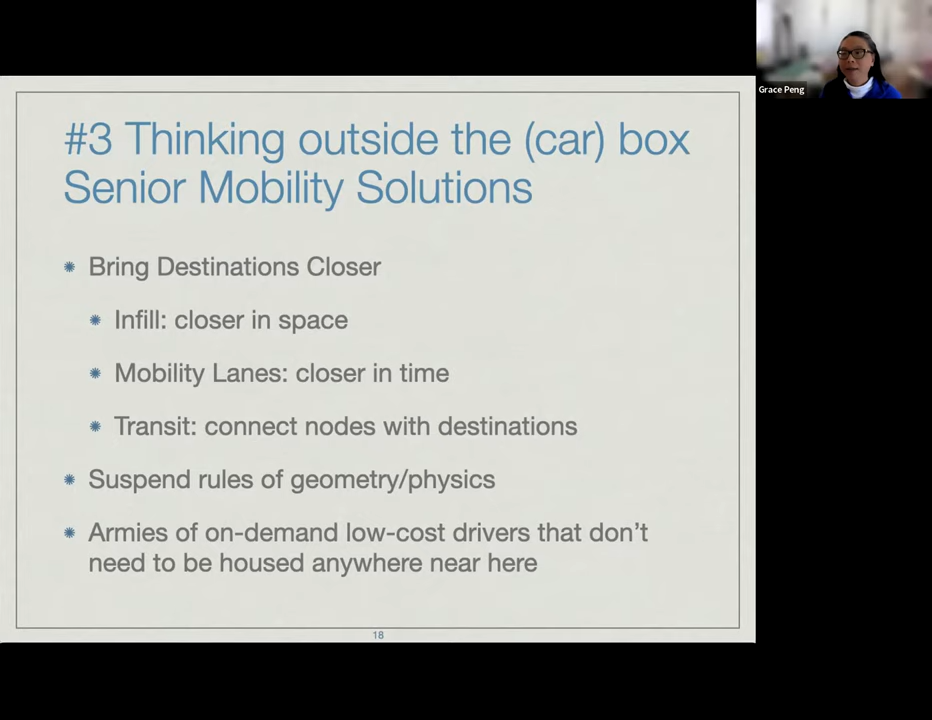 #3 Thinking outside the (car) box
Senior Mobility Solutions
Bring Destinations Closer
Infill: closer in space
Mobility Lanes: closer in time
Transit: connect nodes with destinations
Suspend rules of geometry/physics
Armies of on-demand low-cost drivers that don’t
need to be housed anywhere near here
18
Grace Peng